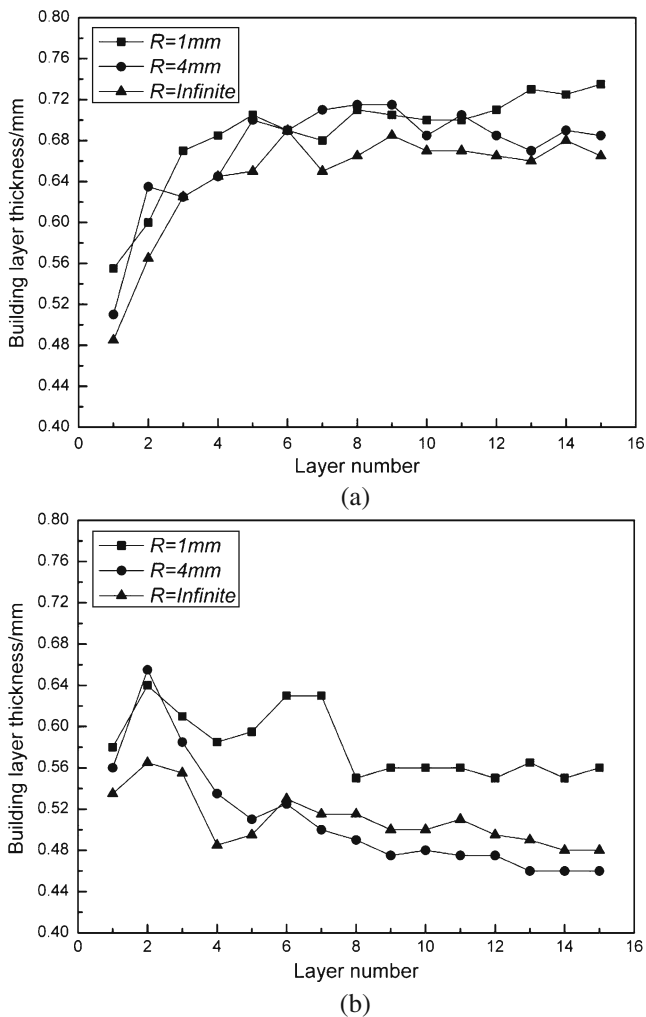 Building layer thickness/mm
0.80
0.76
0.72
0.68
0.64
0.60
0.56
0.52
0.48
0.44
0.40
R=1mm
R=4mm
R=Infinite
0 2 4 6 8 10 12 14 16
Layer number
(a)
Building layer thickness/mm
0.80
0.76
0.72
0.68
0.64
0.60
0.56
0.52
0.48
0.44
0.40
R=1mm
R=4mm
R=Infinite
0 2 4 6 8 10 12 14 16
Layer number
(b)